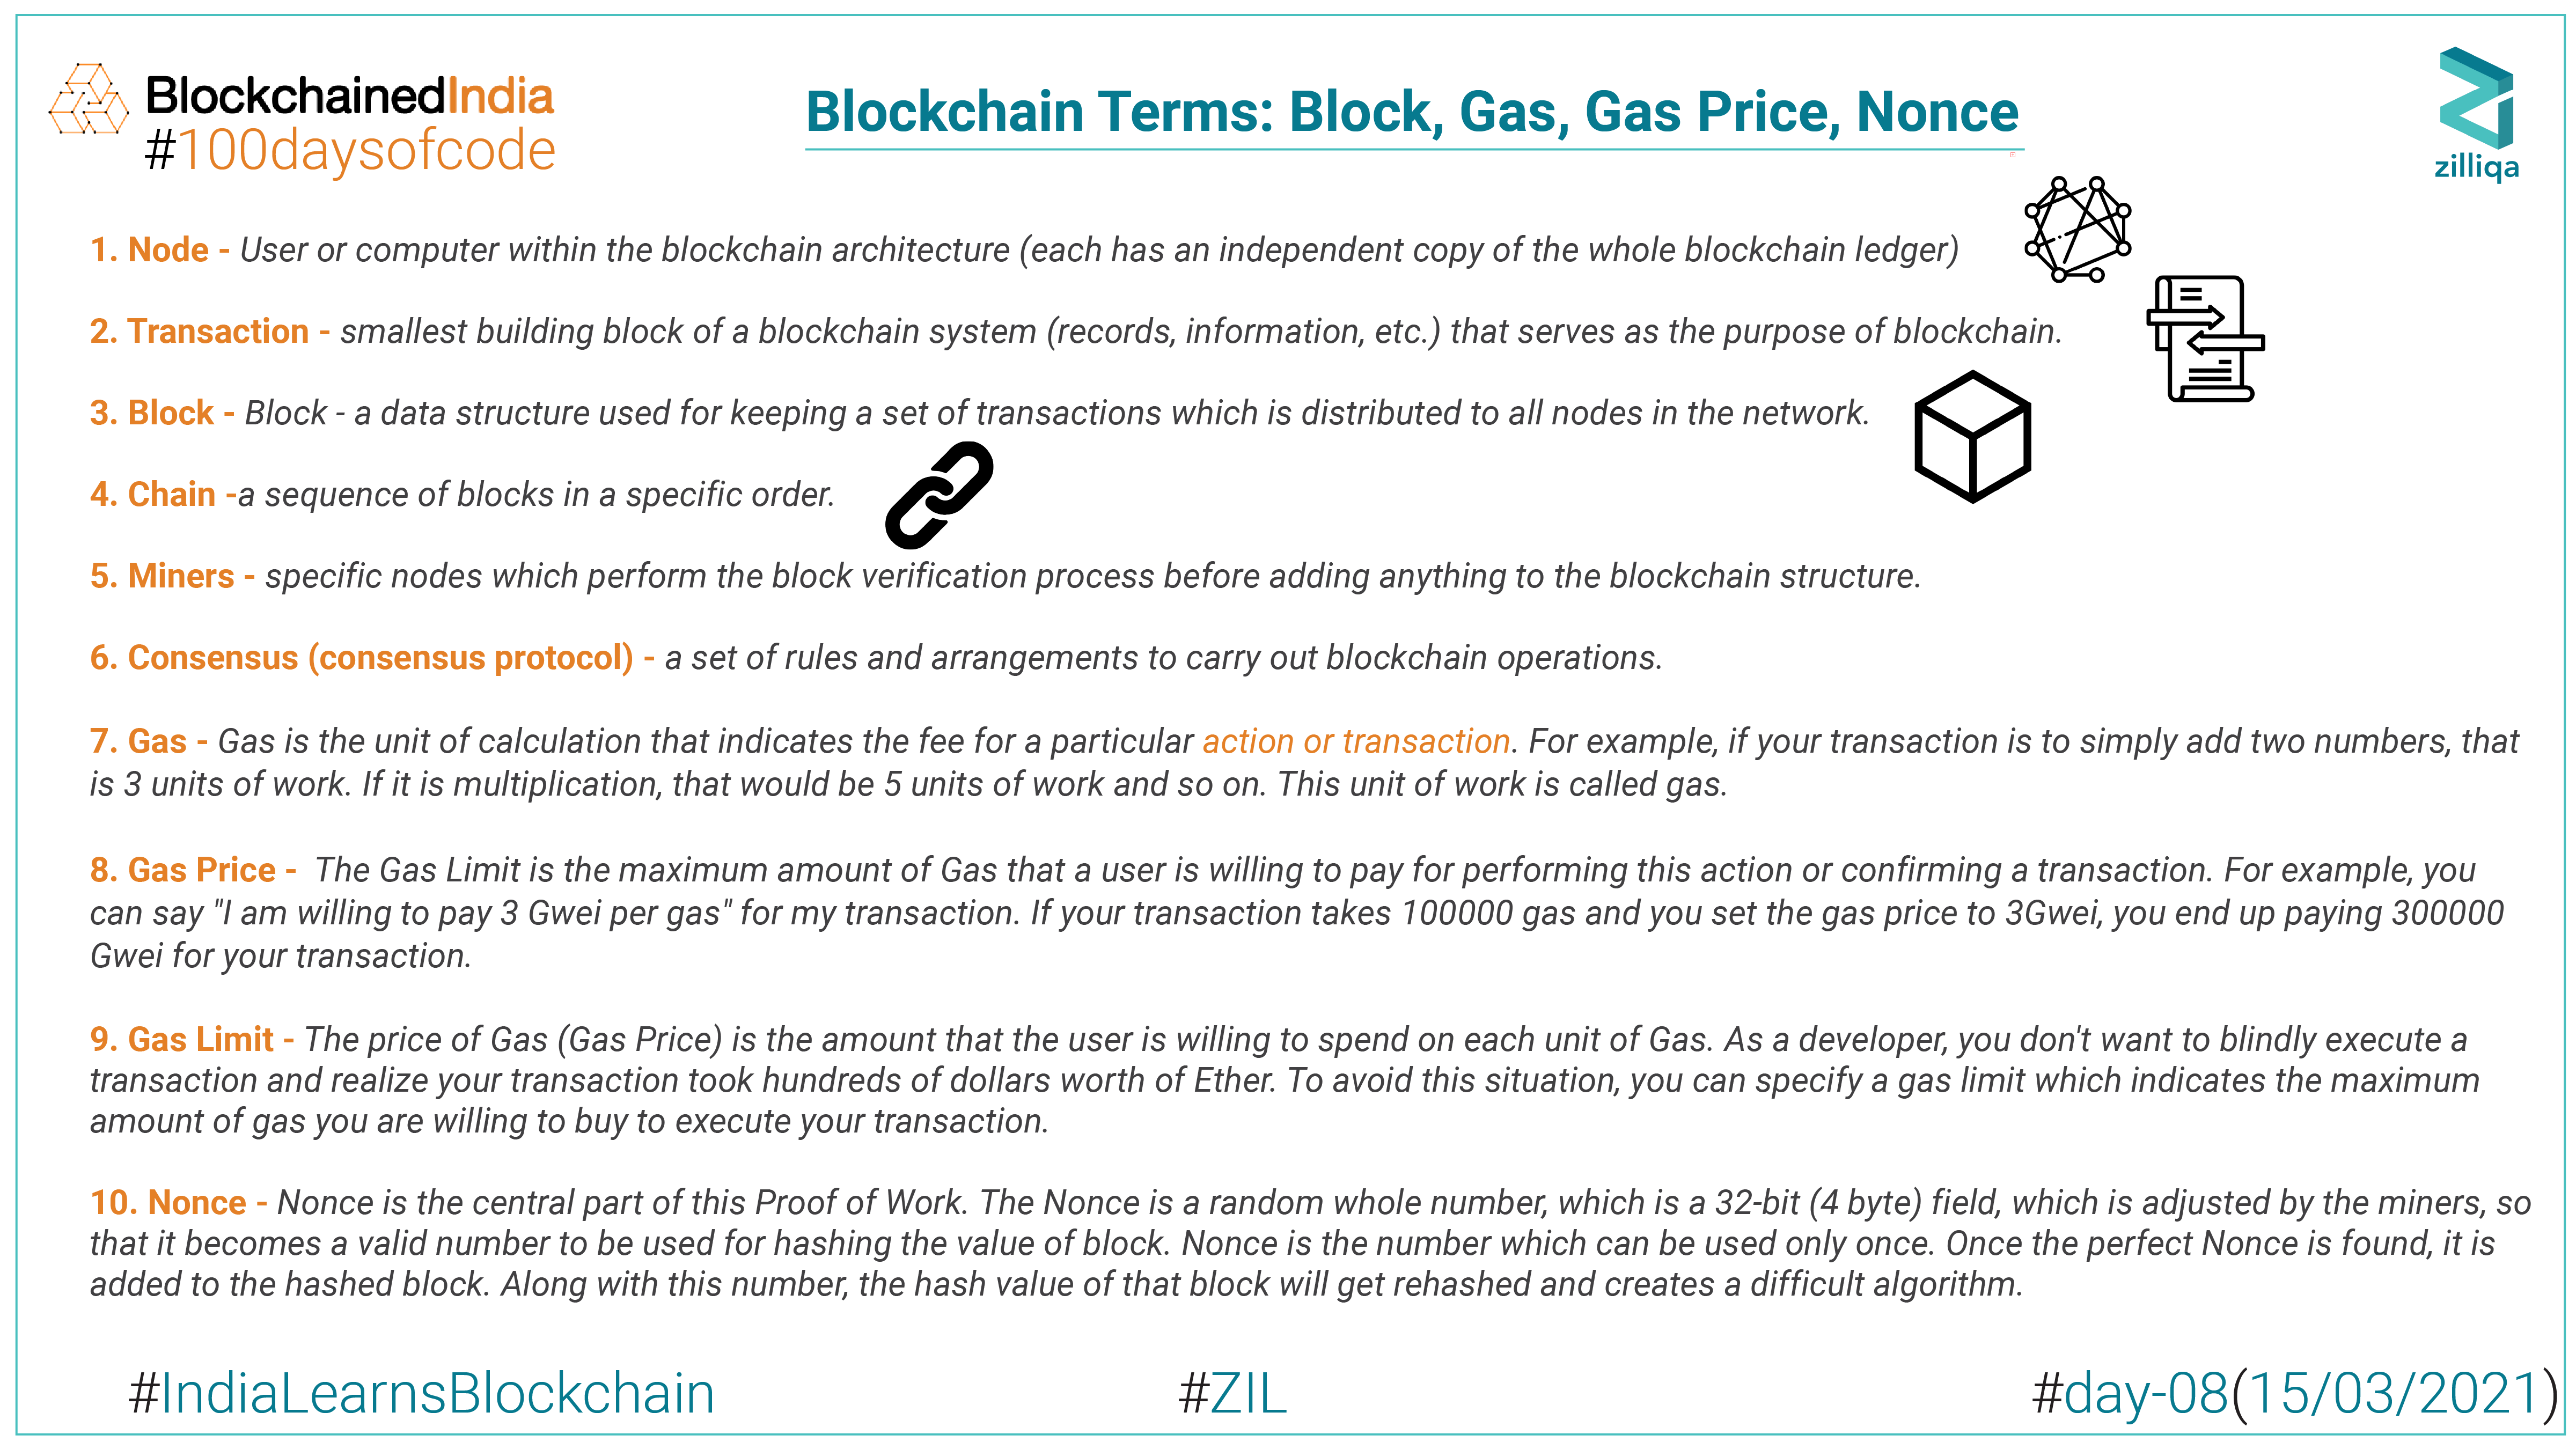 BlockchainedIndia
#100daysofcode
Blockchain Terms: Block, Gas, Gas Price, Nonce
zilliqa
1. Node - User or computer within the blockchain architecture (each has an independent copy of the whole blockchain ledger)
2. Transaction - smallest building block of a blockchain system (records, information, etc.) that serves as the purpose of blockchain.
3. Block - Block - a data structure used for keeping a set of transactions which is distributed to all nodes in the network.
4. Chain -a sequence of blocks in a specific order.
5. Miners - specific nodes which perform the block verification process before adding anything to the blockchain structure.
6. Consensus (consensus protocol) - a set of rules and arrangements to carry out blockchain operations.
7. Gas - Gas is the unit of calculation that indicates the fee for a particular action or transaction. For example, if your transaction is to simply add two numbers, that
is 3 units of work. If it is multiplication, that would be 5 units of work and so on. This unit of work is called gas.
8. Gas Price - The Gas Limit is the maximum amount of Gas that a user is willing to pay for performing this action or confirming a transaction. For example, you
can say "I am willing to pay 3 Gwei per gas" for my transaction. If your transaction takes 100000 gas and you set the gas price to 3Gwei, you end up paying 300000
Gwei for your transaction.
9. Gas Limit - The price of Gas (Gas Price) is the amount that the user is willing to spend on each unit of Gas. As a developer, you don't want to blindly execute a
transaction and realize your transaction took hundreds of dollars worth of Ether. To avoid this situation, you can specify a gas limit which indicates the maximum
amount of gas you are willing to buy to execute your transaction.
10. Nonce - Nonce is the central part of this Proof of Work. The Nonce is a random whole number, which is a 32-bit (4 byte) field, which is adjusted by the miners, so
that it becomes a valid number to be used for hashing the value of block. Nonce is the number which can be used only once. Once the perfect Nonce is found, it is
added to the hashed block. Along with this number, the hash value of that block will get rehashed and creates a difficult algorithm.
#IndiaLearnsBlockchain
#ZIL
#day-08(15/03/2021)